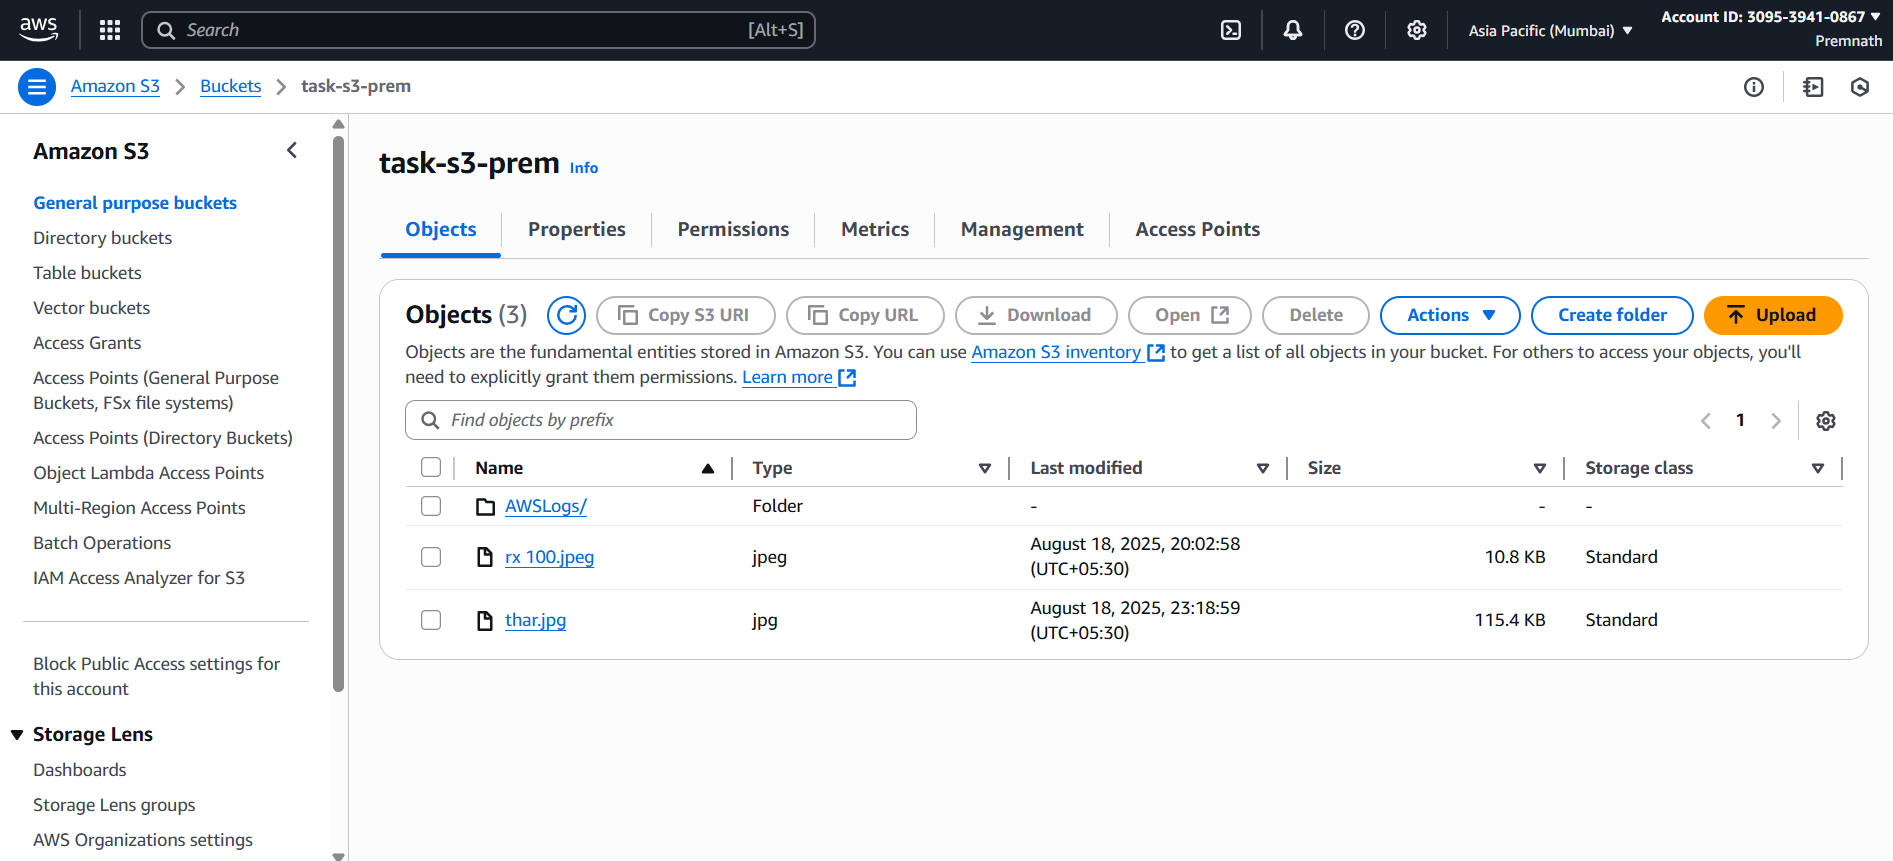 aws
Search [Alt+S]
Asia Pacific (Mumbai)
Account ID: 3095-3941-0867
Premnath
Amazon S3
Buckets
task-s3-prem
Amazon S3
General purpose buckets
Directory buckets
Table buckets
Vector buckets
Access Grants
Access Points (General Purpose
Buckets, FSx file systems)
Access Points (Directory Buckets)
Object Lambda Access Points
Multi-Region Access Points
Batch Operations
IAM Access Analyzer for S3
Block Public Access settings for
this account
Storage Lens
Dashboards
Storage Lens groups
AWS Organizations settings
task-s3-prem Info
Objects Properties Permissions Metrics Management Access Points
Objects (3) Copy S3 URI Copy URL Download Open Delete Actions Create folder Upload
Objects are the fundamental entities stored in Amazon S3. You can use Amazon S3 inventory to get a list of all objects in your bucket. For others to access your objects, you'll
need to explicitly grant them permissions. Learn more
Find objects by prefix
1
Name Type Last modified Size Storage class
AWSLogs/ Folder - - -
rx 100.jpeg jpeg August 18, 2025, 20:02:58 10.8 KB Standard
(UTC+05:30)
thar.jpg jpg August 18, 2025, 23:18:59 115.4 KB Standard
(UTC+05:30)